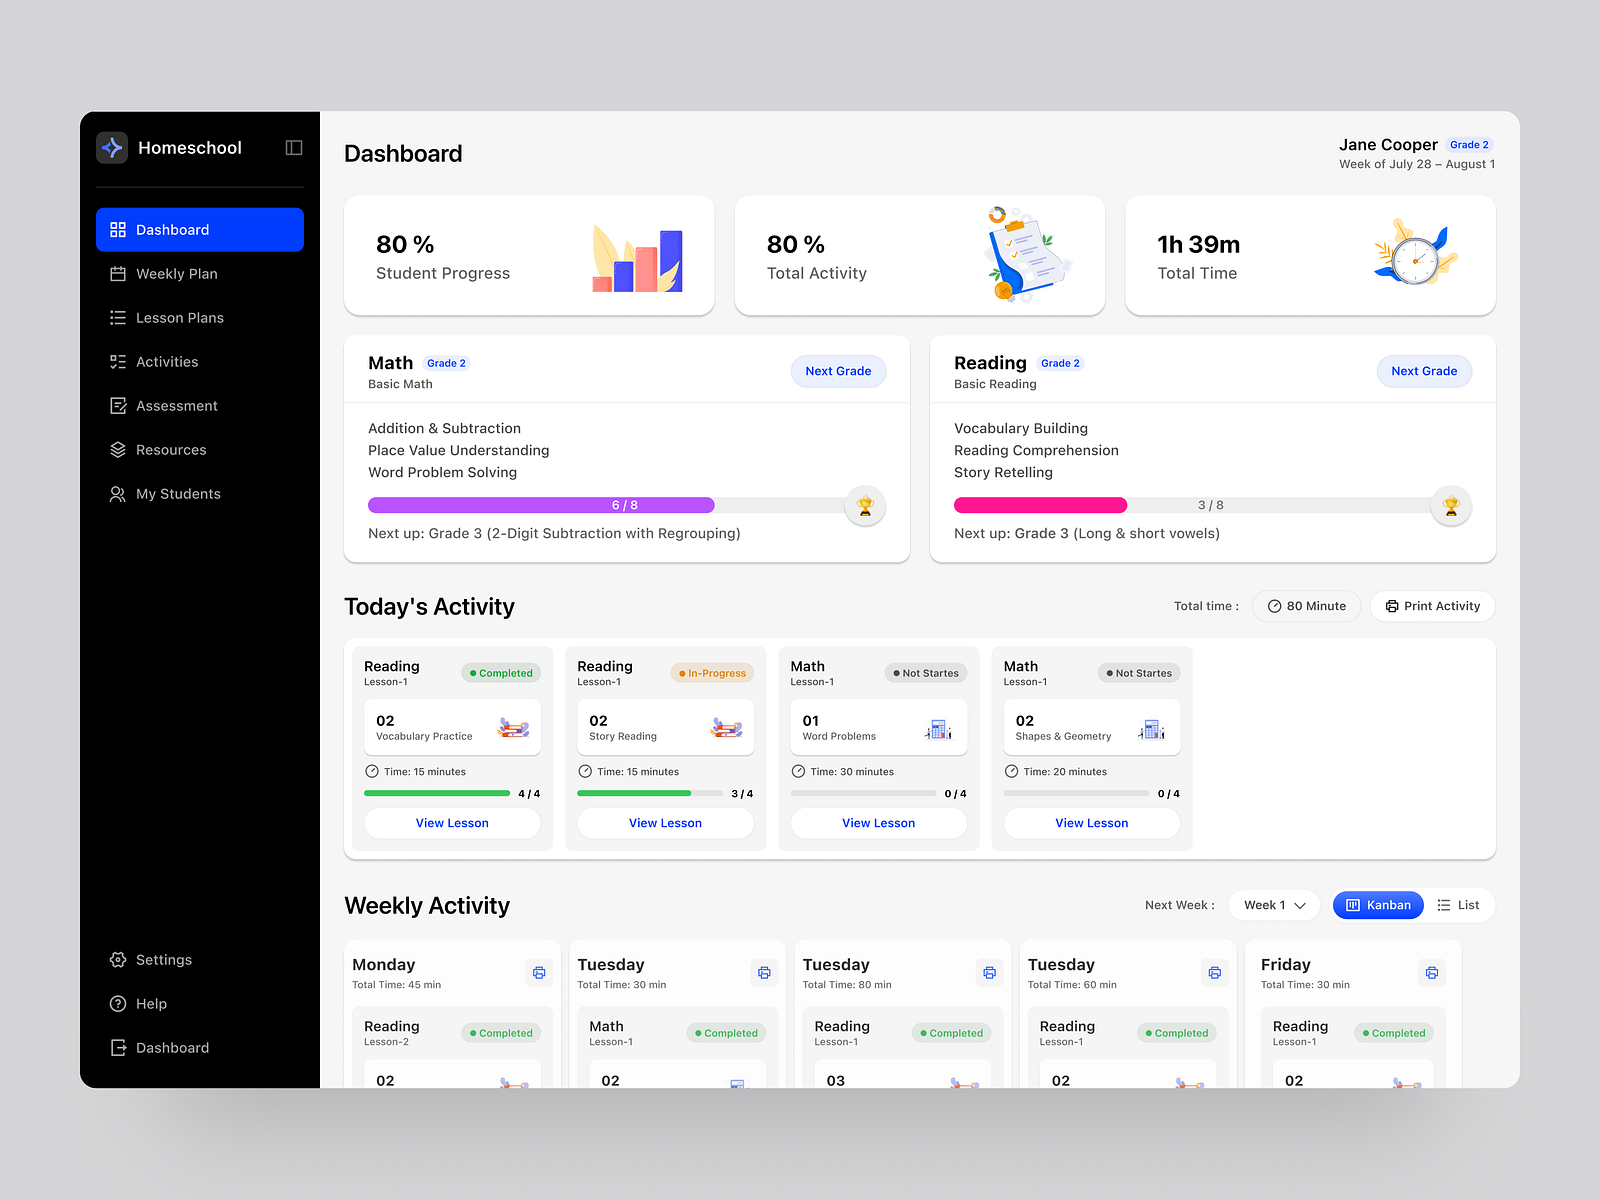 Homeschool
Dashboard
Weekly Plan
Lesson Plans
Activities
Assessment
Resources
My Students
Settings
Help
Dashboard
Dashboard
Jane Cooper Grade 2
Week of July 28 – August 1
80 %
Student Progress
80 %
Total Activity
1h 39m
Total Time
Math Grade 2
Basic Math
Next Grade
Addition & Subtraction
Place Value Understanding
Word Problem Solving
6 / 8
Next up: Grade 3 (2-Digit Subtraction with Regrouping)
Reading Grade 2
Basic Reading
Next Grade
Vocabulary Building
Reading Comprehension
Story Retelling
3 / 8
Next up: Grade 3 (Long & short vowels)
Today's Activity
Total time :
80 Minute
Print Activity
Reading
Lesson-1
Completed
02
Vocabulary Practice
Time: 15 minutes
4 / 4
View Lesson
Reading
Lesson-1
In-Progress
02
Story Reading
Time: 15 minutes
3 / 4
View Lesson
Math
Lesson-1
Not Startes
01
Word Problems
Time: 30 minutes
0 / 4
View Lesson
Math
Lesson-1
Not Startes
02
Shapes & Geometry
Time: 20 minutes
0 / 4
View Lesson
Weekly Activity
Next Week :
Week 1
Kanban
List
Monday
Total Time: 45 min
Reading
Lesson-2
Completed
02
Tuesday
Total Time: 30 min
Math
Lesson-1
Completed
02
Tuesday
Total Time: 80 min
Reading
Lesson-1
Completed
03
Tuesday
Total Time: 60 min
Reading
Lesson-1
Completed
02
Friday
Total Time: 30 min
Reading
Lesson-1
Completed
02